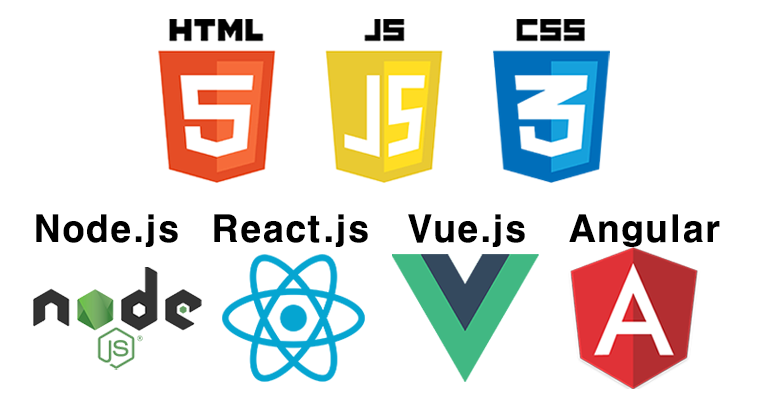 HTML JS CSS
5 JS 3
Node.js React.js Vue.js Angular
node A
JS®